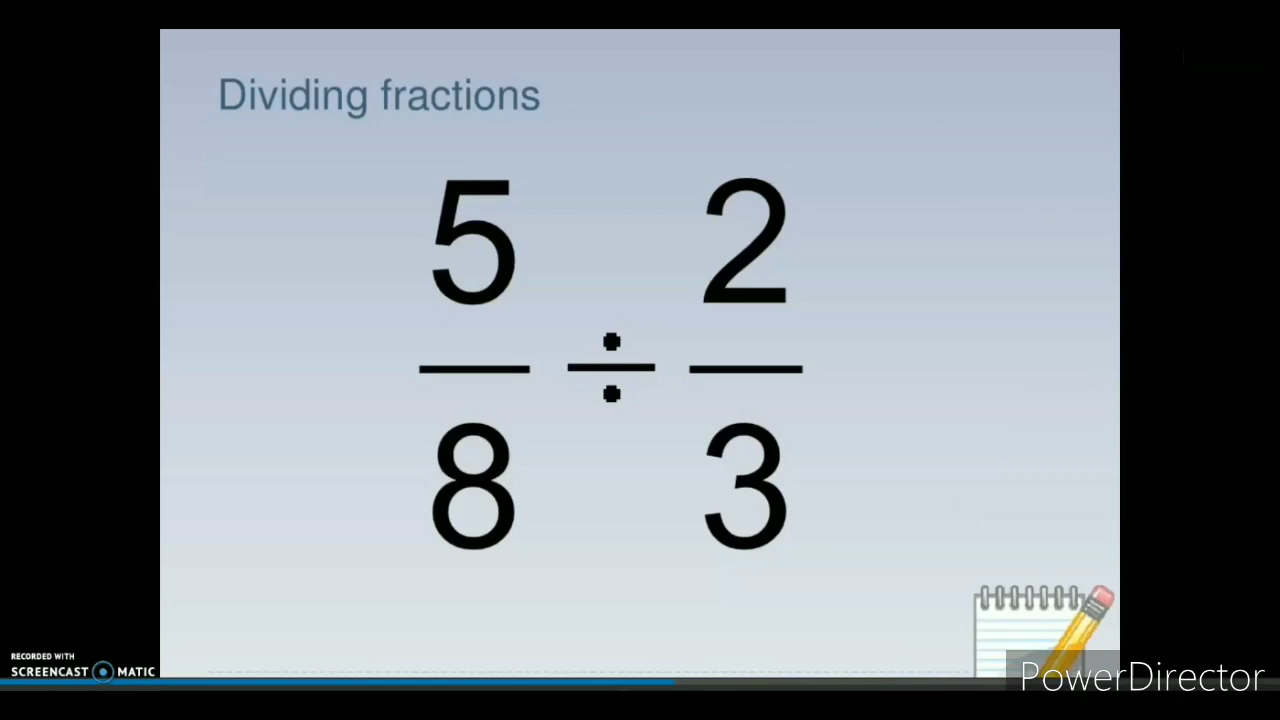 Dividing fractions
5 2
÷
8 3
RECORDED WITH
SCREENCAST MATIC
PowerDirector